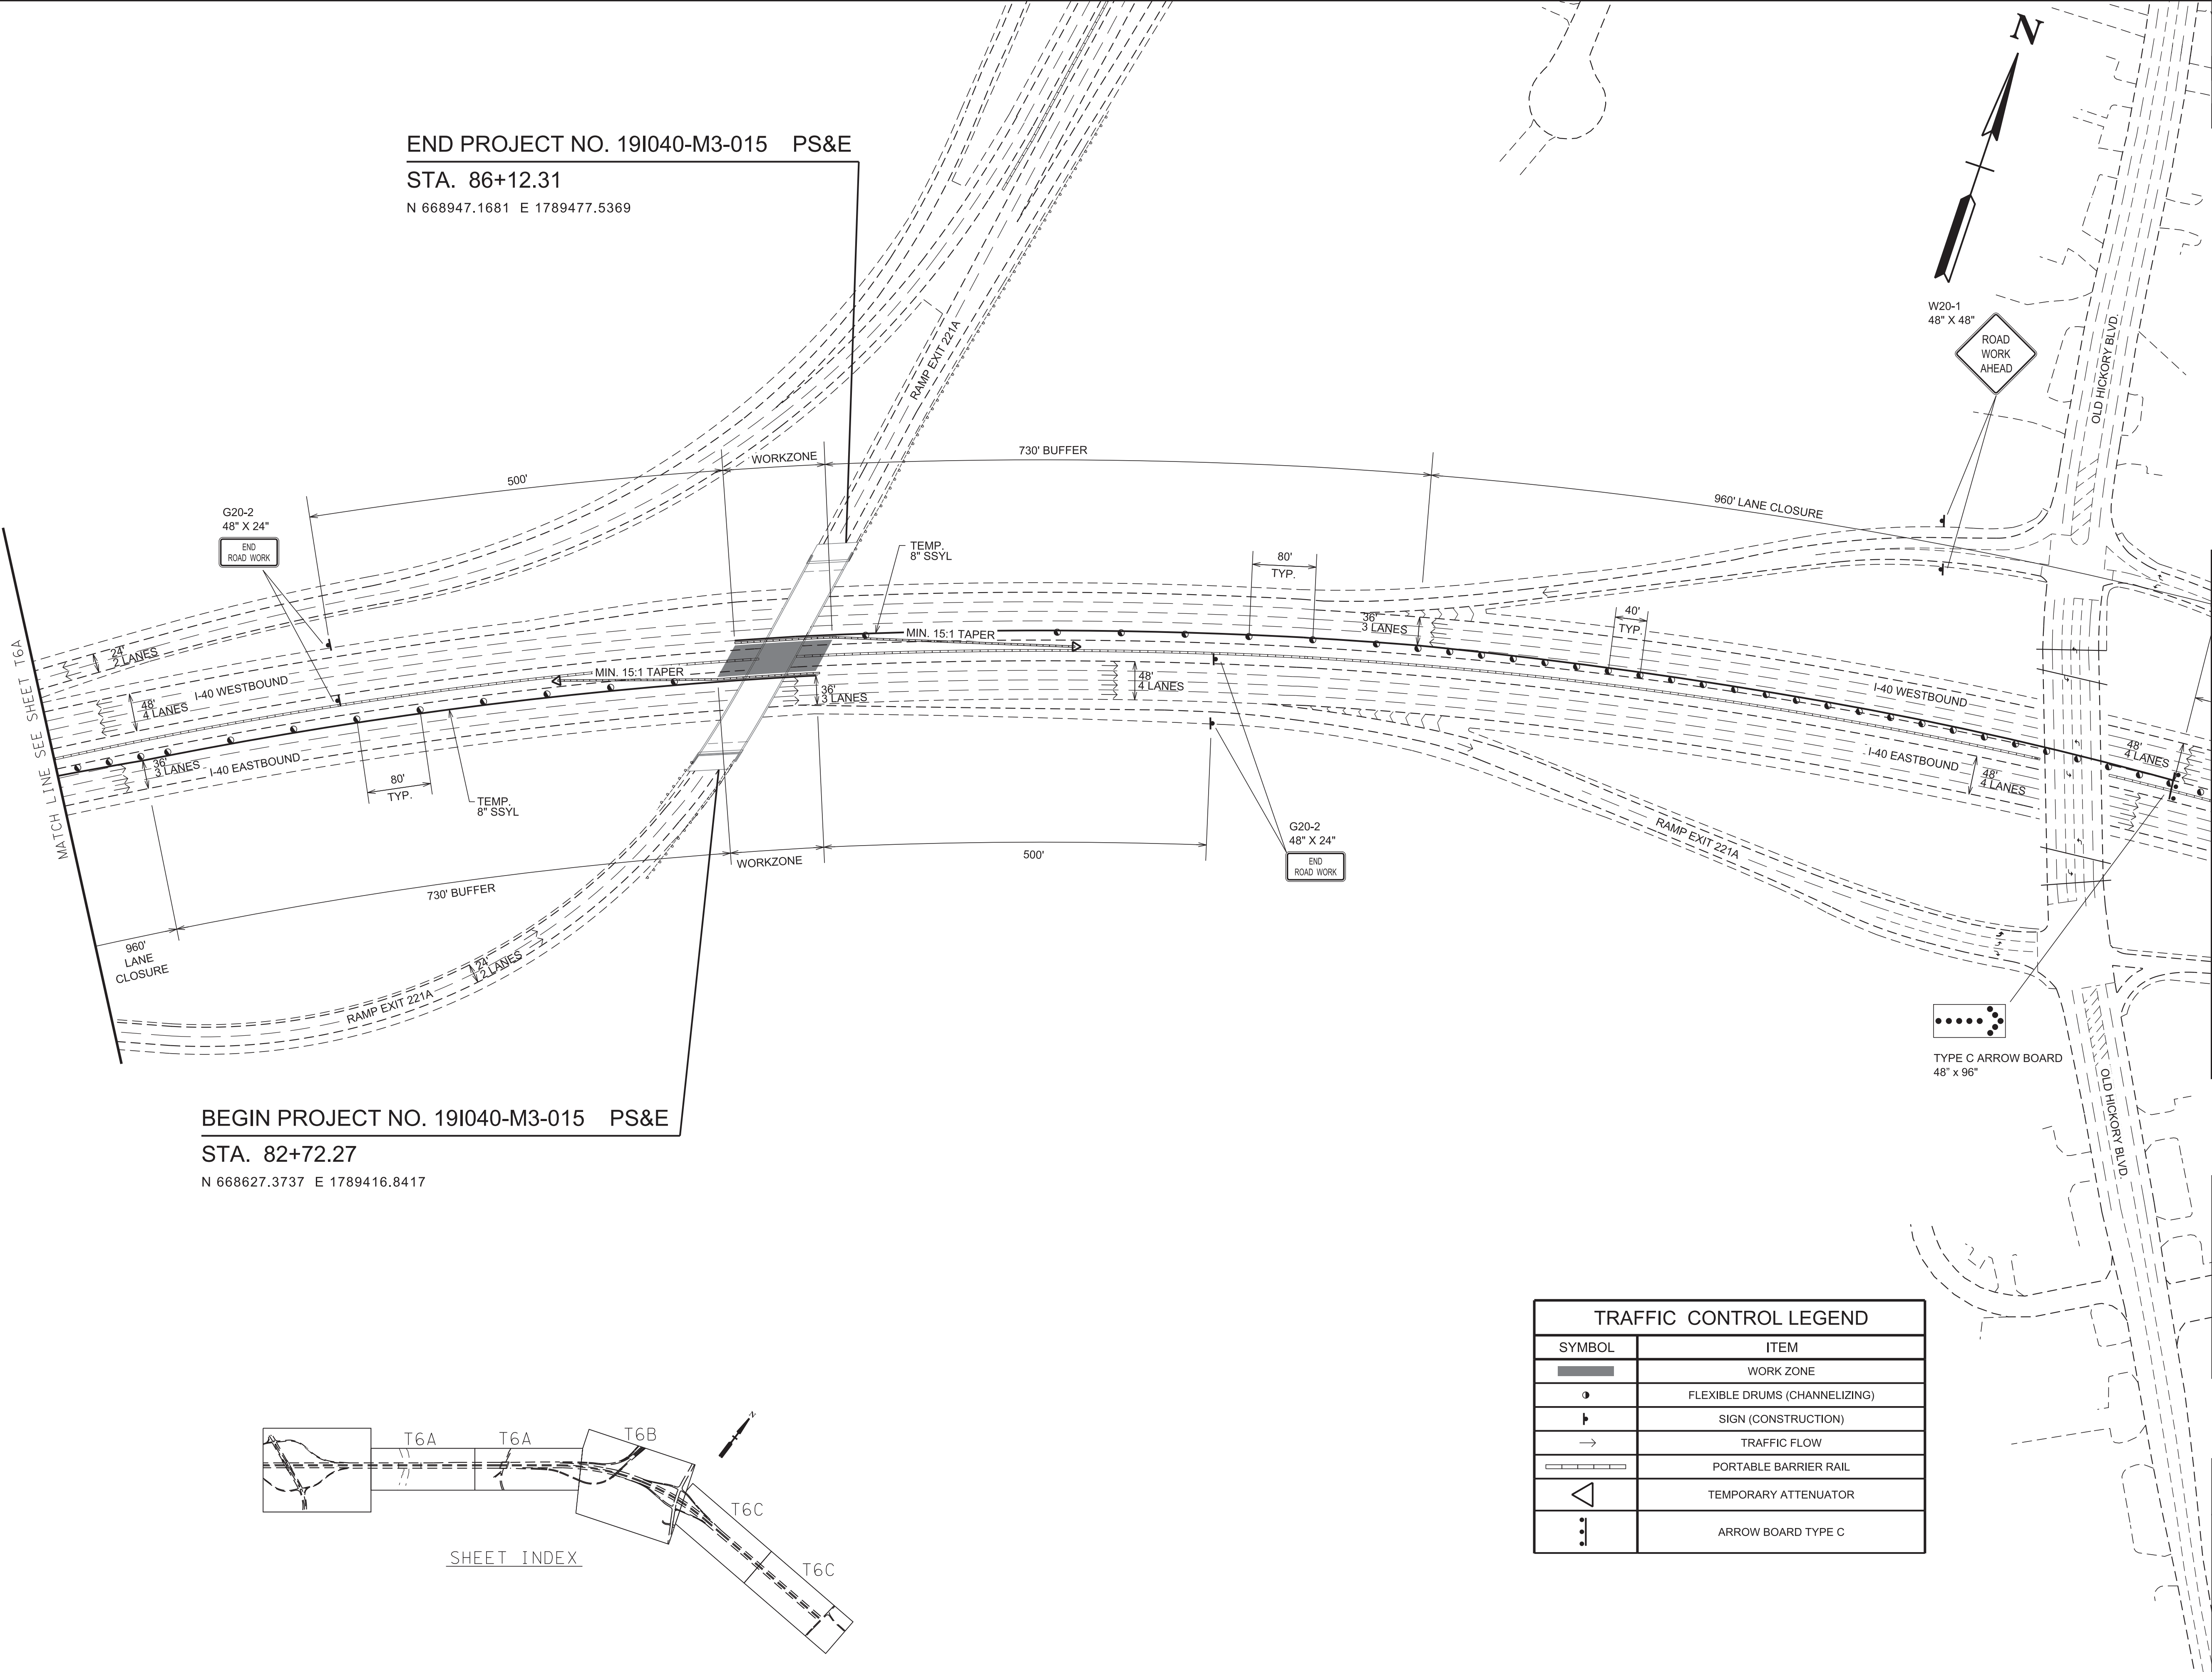 N
END PROJECT NO. 19I040-M3-015 PS&E
STA. 86+12.31
N 668947.1681 E 1789477.5369
W20-1
48" X 48"
ROAD
WORK
AHEAD
OLD HICKORY BLVD.
RAMP EXIT 221A
WORKZONE
730' BUFFER
500'
960' LANE CLOSURE
G20-2
48" X 24"
END
ROAD WORK
TEMP.
8" SSYL
80'
TYP.
40'
TYP.
36'
3 LANES
MIN. 15:1 TAPER
MIN. 15:1 TAPER
24'
2 LANES
I-40 WESTBOUND
48'
4 LANES
36'
3 LANES
48'
4 LANES
I-40 WESTBOUND
MATCH LINE SEE SHEET T6A
36'
3 LANES
I-40 EASTBOUND
80'
TYP.
TEMP.
8" SSYL
I-40 EASTBOUND
48'
4 LANES
48'
4 LANES
G20-2
48" X 24"
END
ROAD WORK
RAMP EXIT 221A
WORKZONE
500'
730' BUFFER
960'
LANE
CLOSURE
24'
2 LANES
RAMP EXIT 221A
TYPE C ARROW BOARD
48" x 96"
OLD HICKORY BLVD.
BEGIN PROJECT NO. 19I040-M3-015 PS&E
STA. 82+72.27
N 668627.3737 E 1789416.8417
TRAFFIC CONTROL LEGEND
SYMBOL ITEM
WORK ZONE
FLEXIBLE DRUMS (CHANNELIZING)
SIGN (CONSTRUCTION)
TRAFFIC FLOW
PORTABLE BARRIER RAIL
TEMPORARY ATTENUATOR
ARROW BOARD TYPE C
N
T6A
T6A
T6B
T6C
T6C
SHEET INDEX